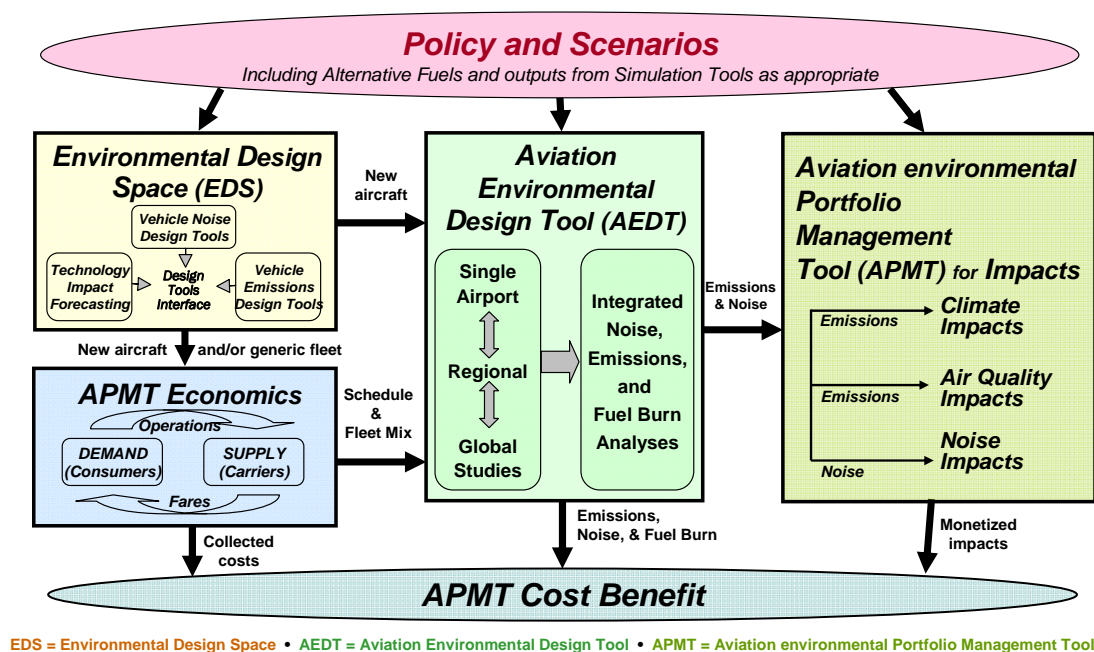 Policy and Scenarios
Including Alternative Fuels and outputs from Simulation Tools as appropriate
Environmental Design
Space (EDS)
Vehicle Noise
Design Tools
Technology
Impact
Forecasting
Design
Tools
Interface
Vehicle
Emissions
Design Tools
New
aircraft
New aircraft
and/or generic fleet
APMT Economics
Operations
DEMAND
(Consumers)
SUPPLY
(Carriers)
Fares
Schedule
&
Fleet Mix
Collected
costs
Aviation
Environmental
Design Tool (AEDT)
Single
Airport
Regional
Global
Studies
Integrated
Noise,
Emissions,
and
Fuel Burn
Analyses
Emissions
& Noise
Emissions,
Noise, & Fuel Burn
Aviation environmental
Portfolio
Management
Tool (APMT) for Impacts
Emissions
Climate
Impacts
Emissions
Air Quality
Impacts
Noise
Noise
Impacts
Monetized
impacts
APMT Cost Benefit
EDS = Environmental Design Space • AEDT = Aviation Environmental Design Tool • APMT = Aviation environmental Portfolio Management Tool